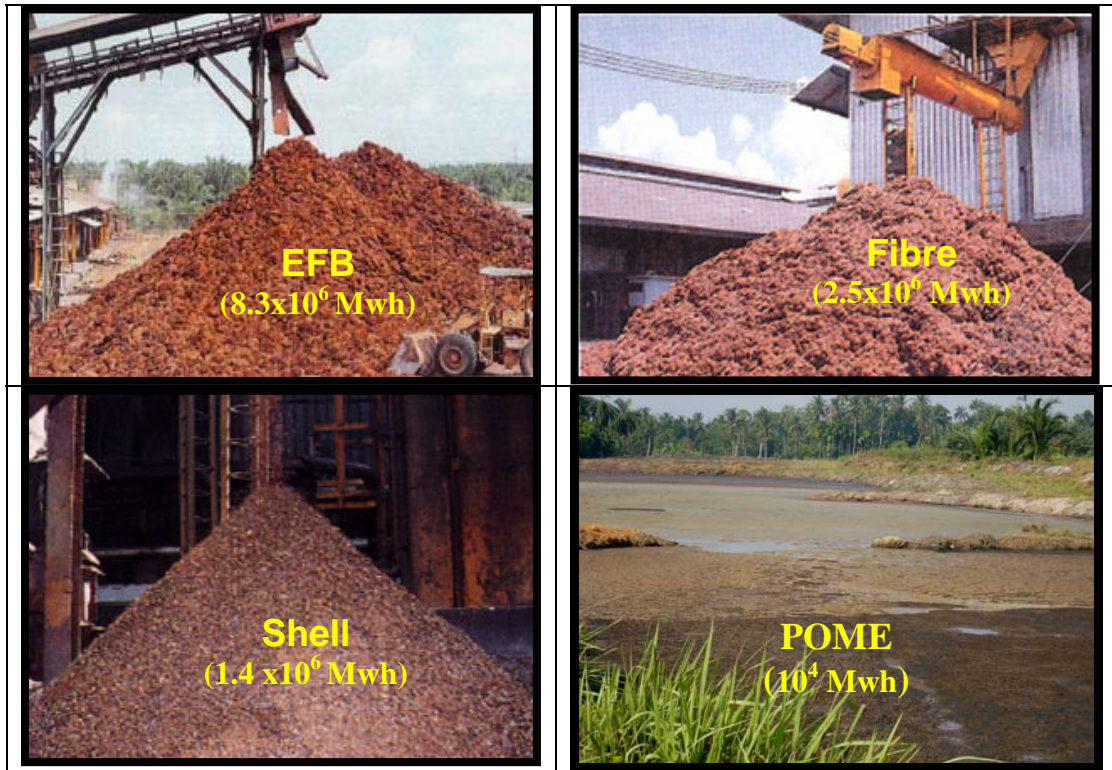 EFB
(8.3x10⁶ Mwh)
Fibre
(2.5x10⁶ Mwh)
Shell
(1.4 x10⁶ Mwh)
POME
(10⁴ Mwh)